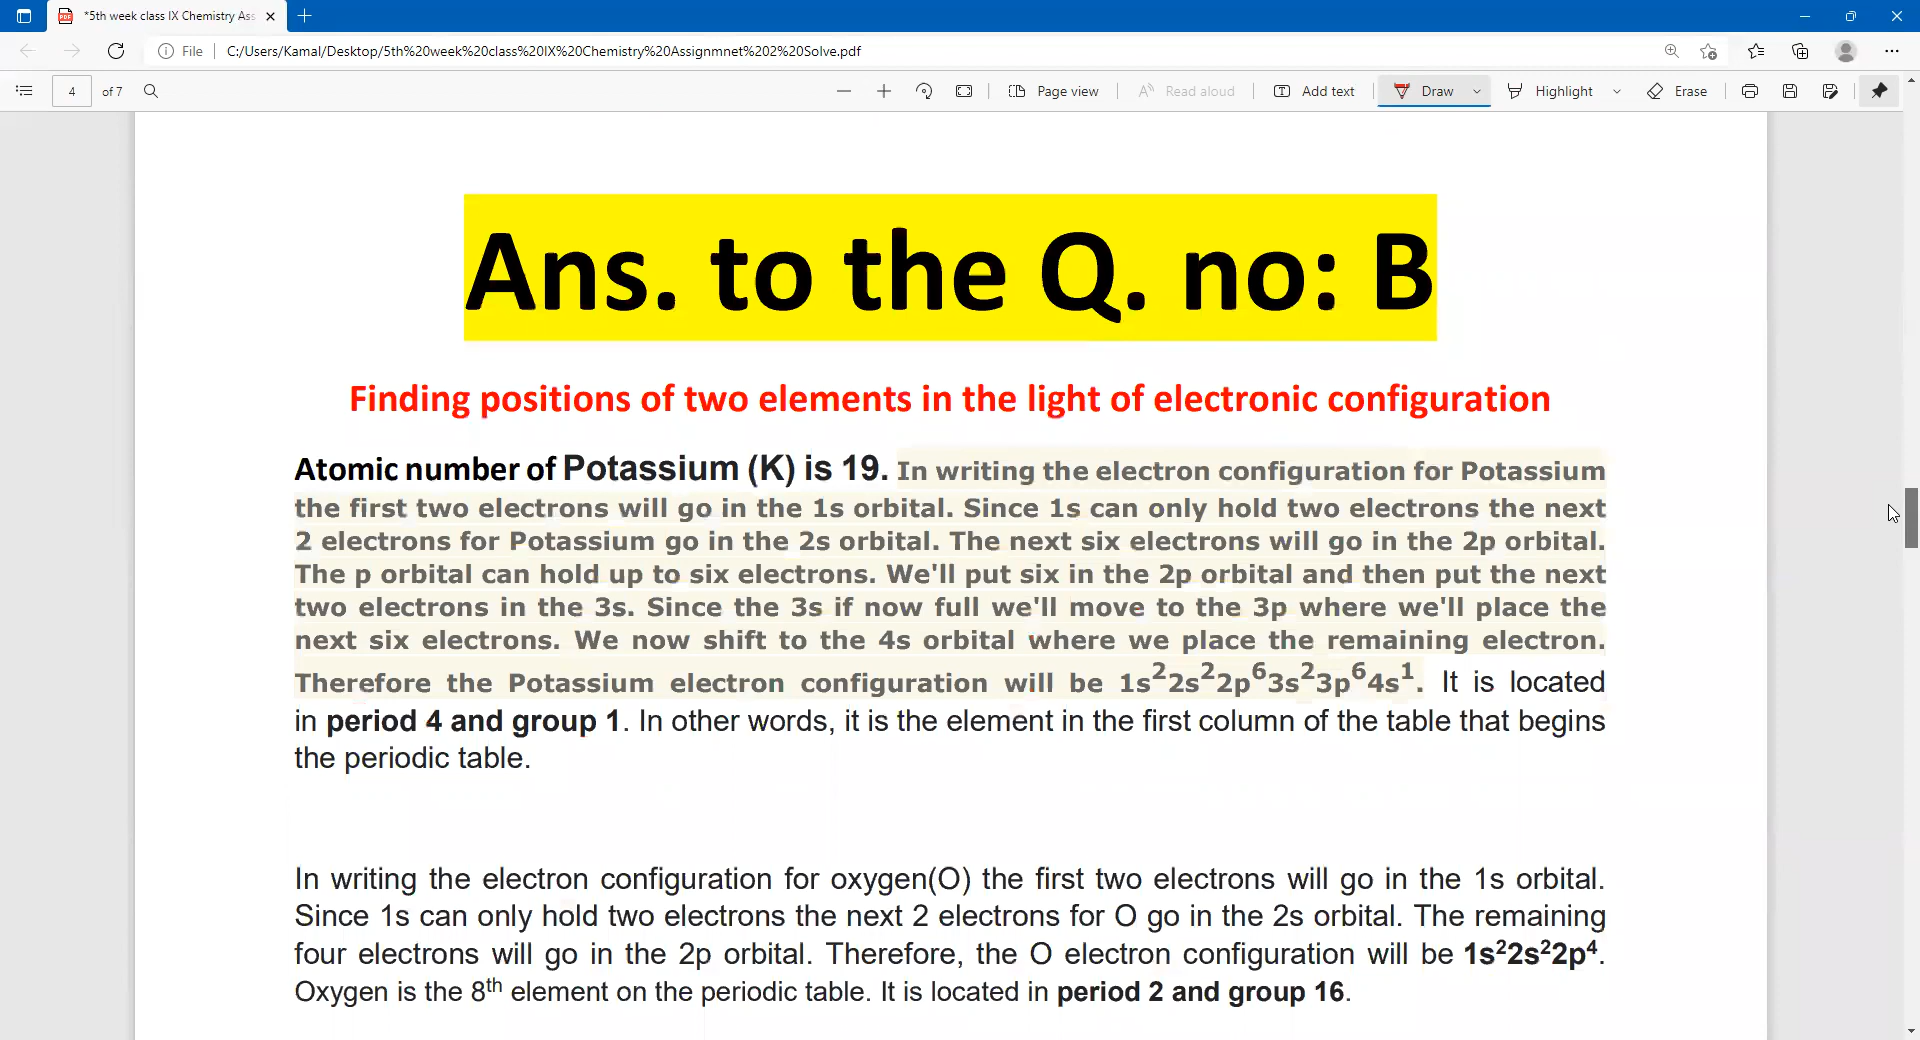 *5th week class IX Chemistry Ass
File
C:/Users/Kamal/Desktop/5th%20week%20class%20IX%20Chemistry%20Assignmnet%202%20Solve.pdf
4 of 7
Page view
Read aloud
Add text
Draw
Highlight
Erase
Ans. to the Q. no: B
Finding positions of two elements in the light of electronic configuration
Atomic number of Potassium (K) is 19. In writing the electron configuration for Potassium
the first two electrons will go in the 1s orbital. Since 1s can only hold two electrons the next
2 electrons for Potassium go in the 2s orbital. The next six electrons will go in the 2p orbital.
The p orbital can hold up to six electrons. We'll put six in the 2p orbital and then put the next
two electrons in the 3s. Since the 3s if now full we'll move to the 3p where we'll place the
next six electrons. We now shift to the 4s orbital where we place the remaining electron.
Therefore the Potassium electron configuration will be 1s²2s²2p⁶3s²3p⁶4s¹. It is located
in period 4 and group 1. In other words, it is the element in the first column of the table that begins
the periodic table.
In writing the electron configuration for oxygen(O) the first two electrons will go in the 1s orbital.
Since 1s can only hold two electrons the next 2 electrons for O go in the 2s orbital. The remaining
four electrons will go in the 2p orbital. Therefore, the O electron configuration will be 1s²2s²2p⁴.
Oxygen is the 8th element on the periodic table. It is located in period 2 and group 16.